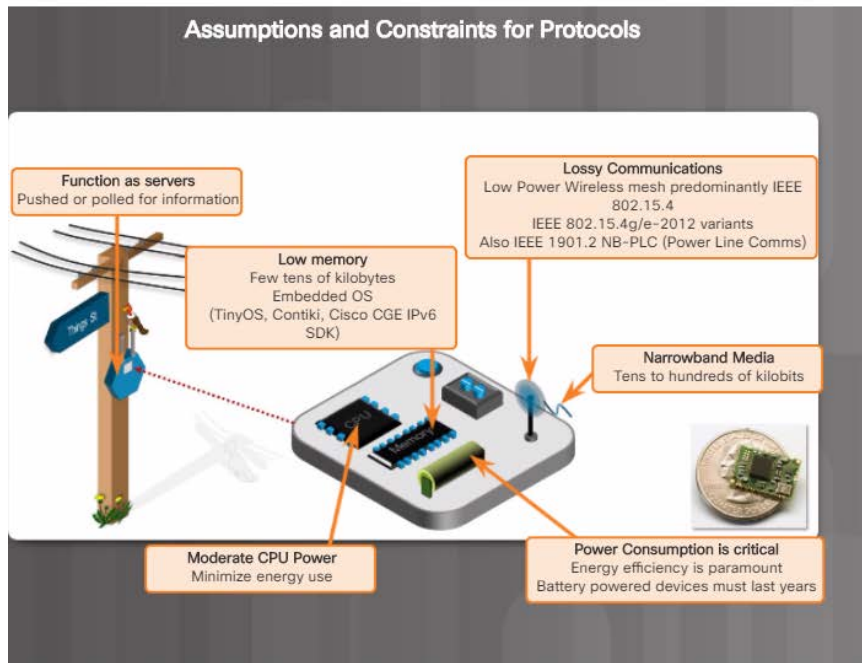 Assumptions and Constraints for Protocols
Function as servers
Pushed or polled for information
Lossy Communications
Low Power Wireless mesh predominantly IEEE
802.15.4
IEEE 802.15.4g/e-2012 variants
Also IEEE 1901.2 NB-PLC (Power Line Comms)
Low memory
Few tens of kilobytes
Embedded OS
(TinyOS, Contiki, Cisco CGE IPv6
SDK)
Things St
Narrowband Media
Tens to hundreds of kilobits
CPU
Memory
Moderate CPU Power
Minimize energy use
Power Consumption is critical
Energy efficiency is paramount
Battery powered devices must last years